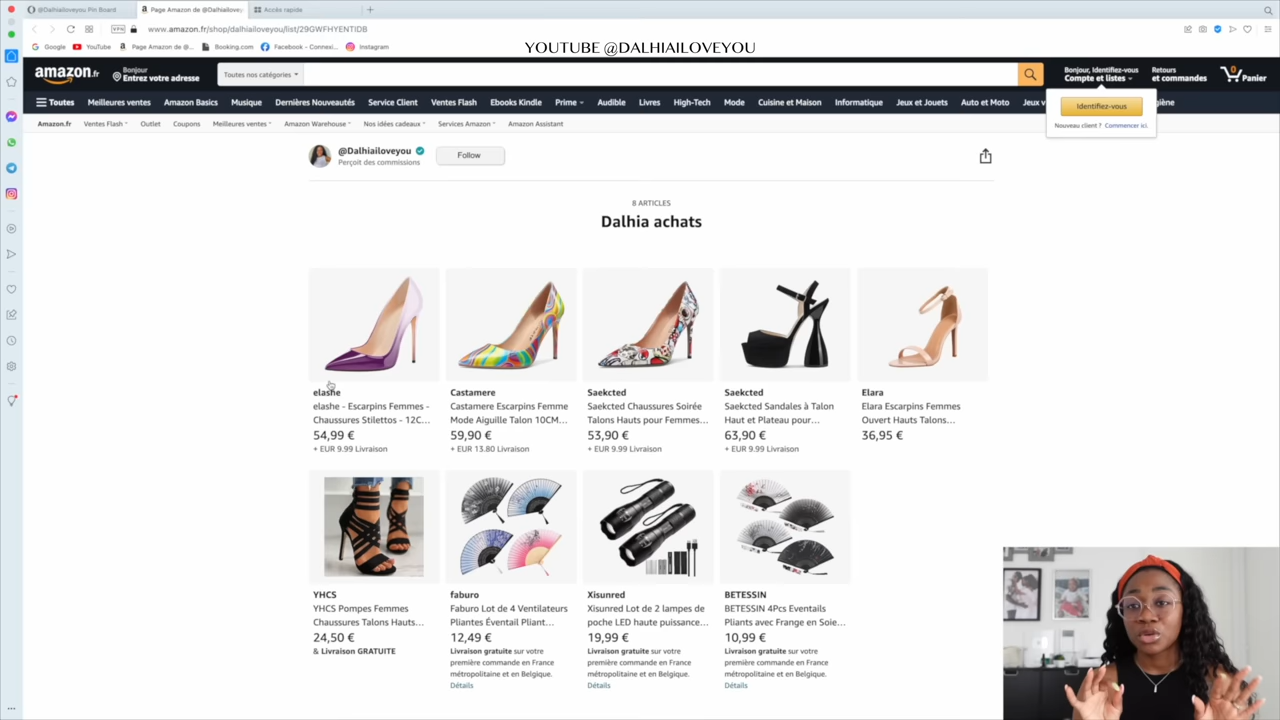 @Dalhiailoveyou Pin Board
Page Amazon de @Dalhiailovey
Accès rapide
VPN
www.amazon.fr/shop/dalhiailoveyou/list/29GWFHYENTIDB
Google
YouTube
Page Amazon de @...
Booking.com
Facebook - Connexi...
Instagram
YOUTUBE @DALHIAILOVEYOU
amazon.fr
Bonjour
Entrez votre adresse
Toutes nos catégories
Bonjour, Identifiez-vous
Compte et listes
Retours
et commandes
0
Panier
Toutes
Meilleures ventes
Amazon Basics
Musique
Dernières Nouveautés
Service Client
Ventes Flash
Ebooks Kindle
Prime
Audible
Livres
High-Tech
Mode
Cuisine et Maison
Informatique
Jeux et Jouets
Auto et Moto
Jeux v
giène
Identifiez-vous
Nouveau client ? Commencer ici.
Amazon.fr
Ventes Flash
Outlet
Coupons
Meilleures ventes
Amazon Warehouse
Nos idées cadeaux
Services Amazon
Amazon Assistant
@Dalhiailoveyou
Perçoit des commissions
Follow
8 ARTICLES
Dalhia achats
elashe
elashe - Escarpins Femmes -
Chaussures Stilettos - 12C...
54,99 €
+ EUR 9.99 Livraison
Castamere
Castamere Escarpins Femme
Mode Aiguille Talon 10CM...
59,90 €
+ EUR 13.80 Livraison
Saekcted
Saekcted Chaussures Soirée
Talons Hauts pour Femmes...
53,90 €
+ EUR 9.99 Livraison
Saekcted
Saekcted Sandales à Talon
Haut et Plateau pour...
63,90 €
+ EUR 9.99 Livraison
Elara
Elara Escarpins Femmes
Ouvert Hauts Talons...
36,95 €
YHCS
YHCS Pompes Femmes
Chaussures Talons Hauts...
24,50 €
& Livraison GRATUITE
faburo
Faburo Lot de 4 Ventilateurs
Pliantes Éventail Pliant...
12,49 €
Livraison gratuite sur votre
première commande en France
métropolitaine et en Belgique.
Détails
Xisunred
Xisunred Lot de 2 lampes de
poche LED haute puissance...
19,99 €
Livraison gratuite sur votre
première commande en France
métropolitaine et en Belgique.
Détails
BETESSIN
BETESSIN 4Pcs Eventails
Pliants avec Frange en Soie...
10,99 €
Livraison gratuite sur votre
première commande en France
métropolitaine et en Belgique.
Détails